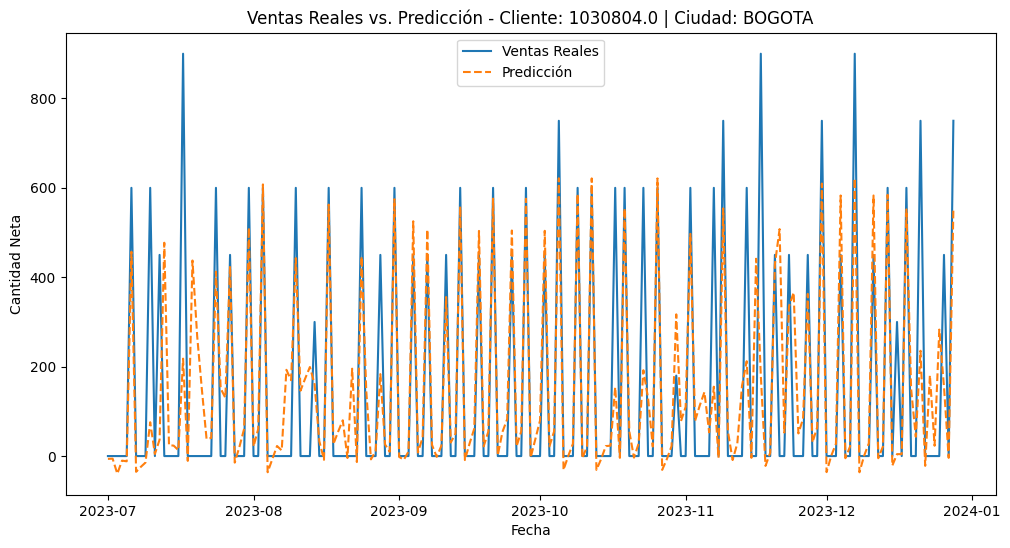 Ventas Reales vs. Predicción - Cliente: 1030804.0 | Ciudad: BOGOTA
Ventas Reales
Predicción
Cantidad Neta
800
600
400
200
0
2023-07
2023-08
2023-09
2023-10
2023-11
2023-12
2024-01
Fecha